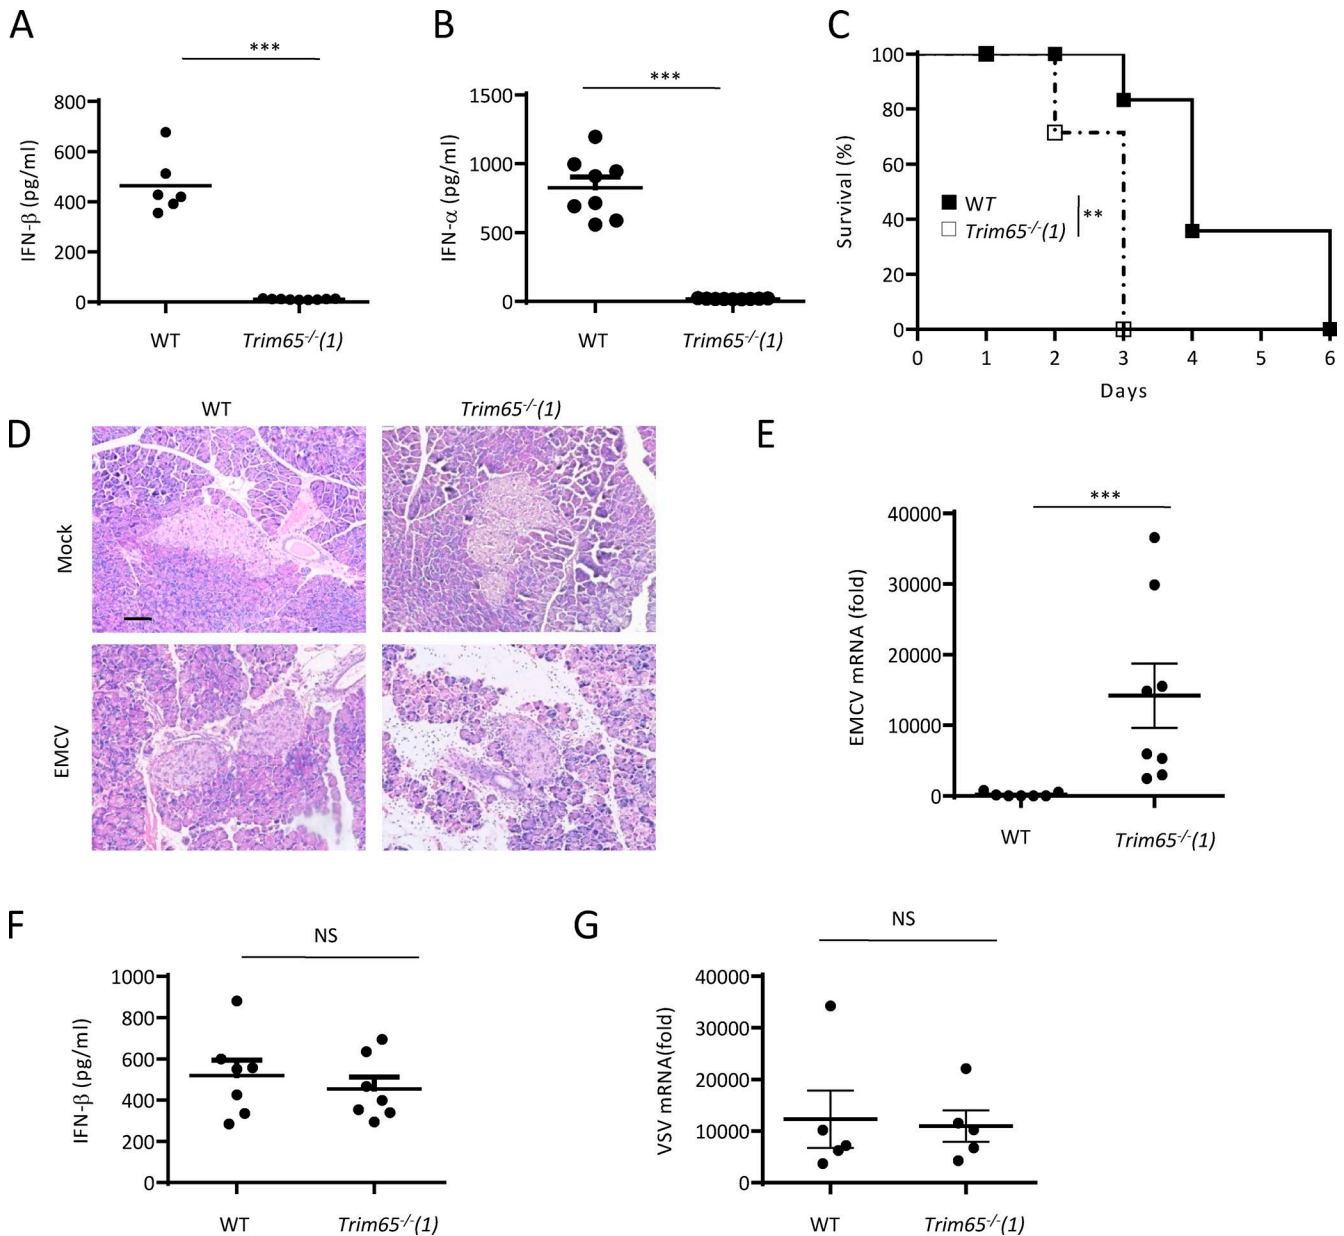 A
***
IFN-β (pg/ml)
800
600
400
200
0
WT
Trim65-/-(1)
B
***
IFN-α (pg/ml)
1500
1000
500
0
WT
Trim65-/-(1)
C
Survival (%)
100
80
60
40
20
0
WT
Trim65-/-(1)
**
0 1 2 3 4 5 6
Days
D
WT
Trim65-/-(1)
Mock
EMCV
E
***
EMCV mRNA (fold)
40000
30000
20000
10000
0
WT
Trim65-/-(1)
F
NS
IFN-β (pg/ml)
1000
800
600
400
200
0
WT
Trim65-/-(1)
G
NS
VSV mRNA(fold)
40000
30000
20000
10000
0
WT
Trim65-/-(1)